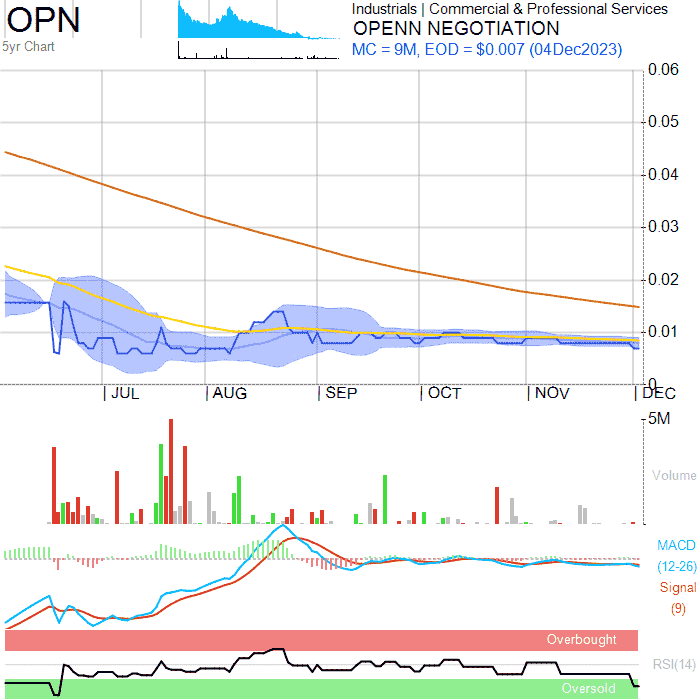 OPN
5yr Chart
Industrials | Commercial & Professional Services
OPENN NEGOTIATION
MC = 9M, EOD = $0.007 (04Dec2023)
0.06
0.05
0.04
0.03
0.02
0.01
0
JUL AUG SEP OCT NOV DEC
5M
Volume
MACD
(12-26)
Signal
(9)
Overbought
RSI(14)
Oversold